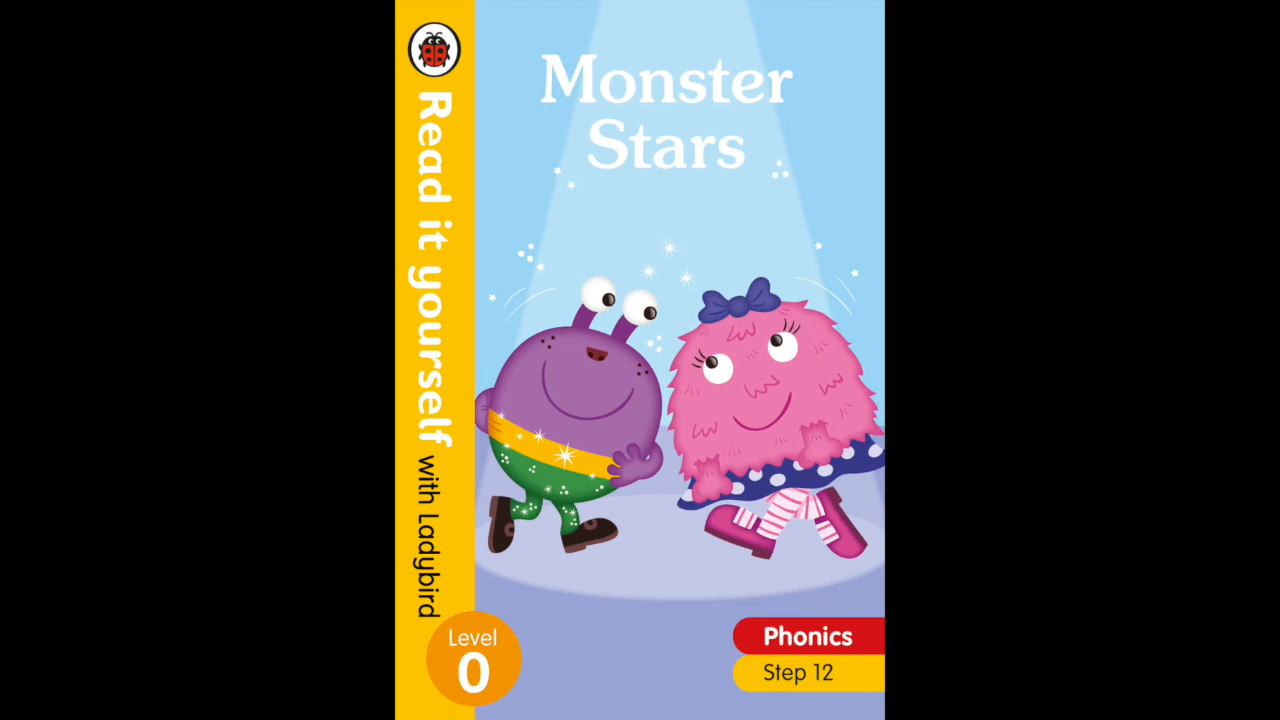 Monster
Stars
Read it yourself with Ladybird
Level
0
Phonics
Step 12